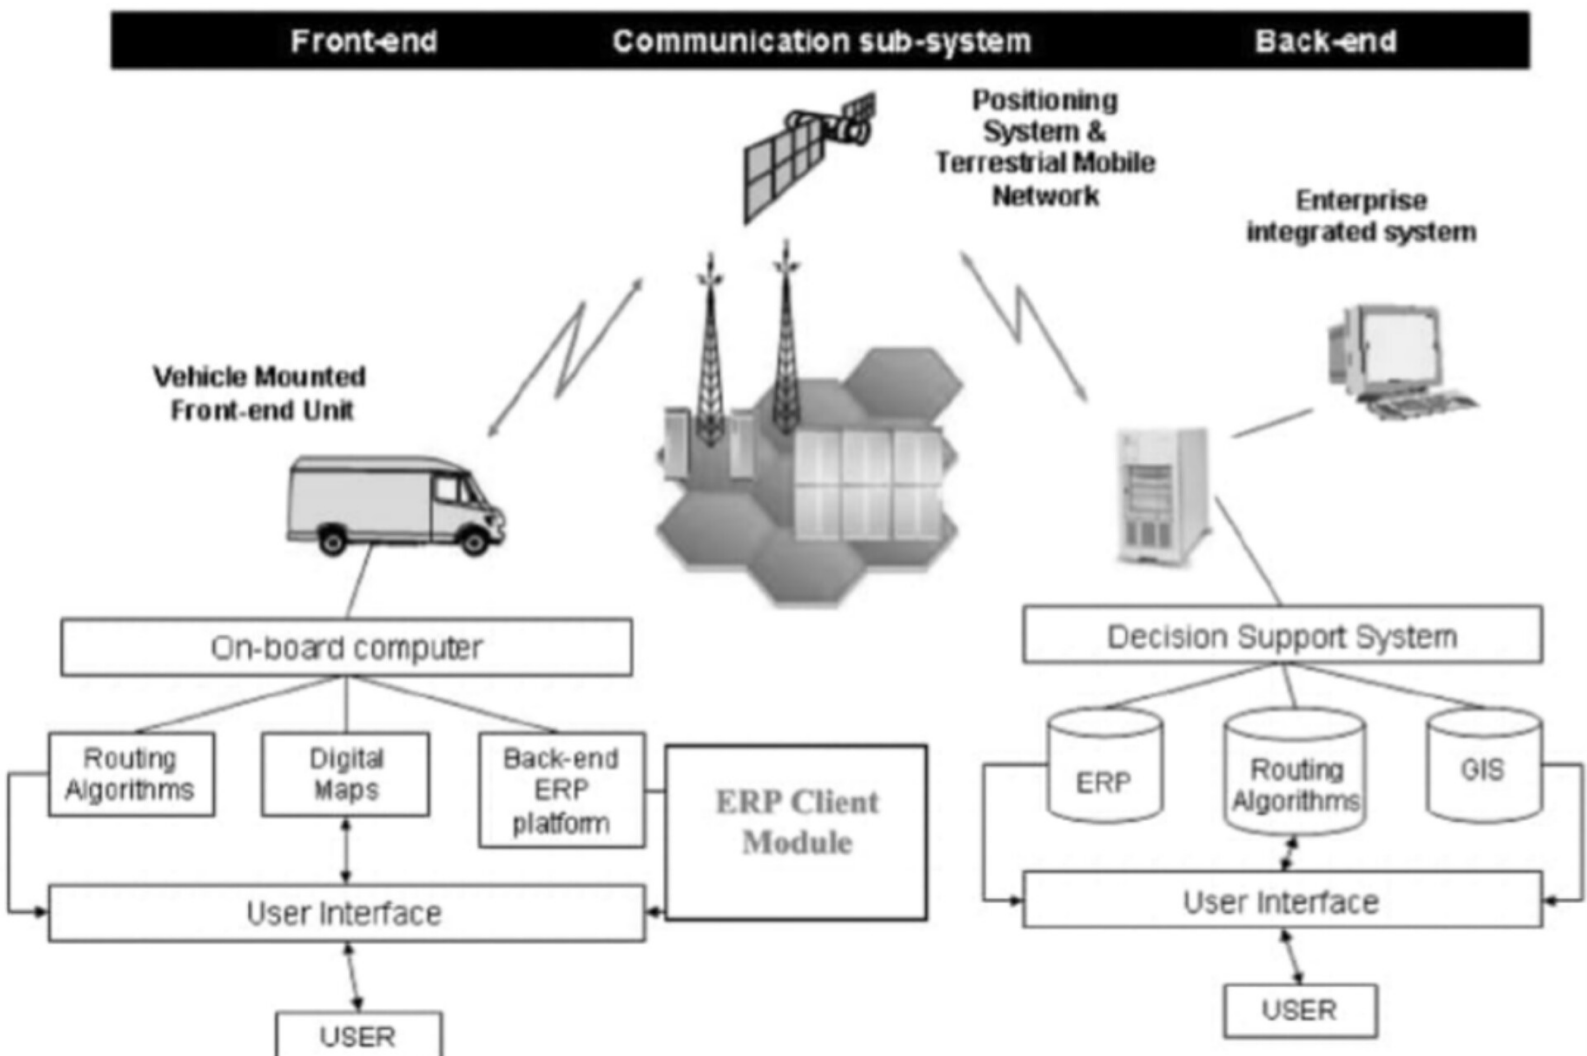 Front-end
Communication sub-system
Back-end
Positioning
System &
Terrestrial Mobile
Network
Enterprise
integrated system
Vehicle Mounted
Front-end Unit
On-board computer
Decision Support System
Routing
Algorithms
Digital
Maps
Back-end
ERP
platform
ERP Client
Module
ERP
Routing
Algorithms
GIS
User Interface
User Interface
USER
USER